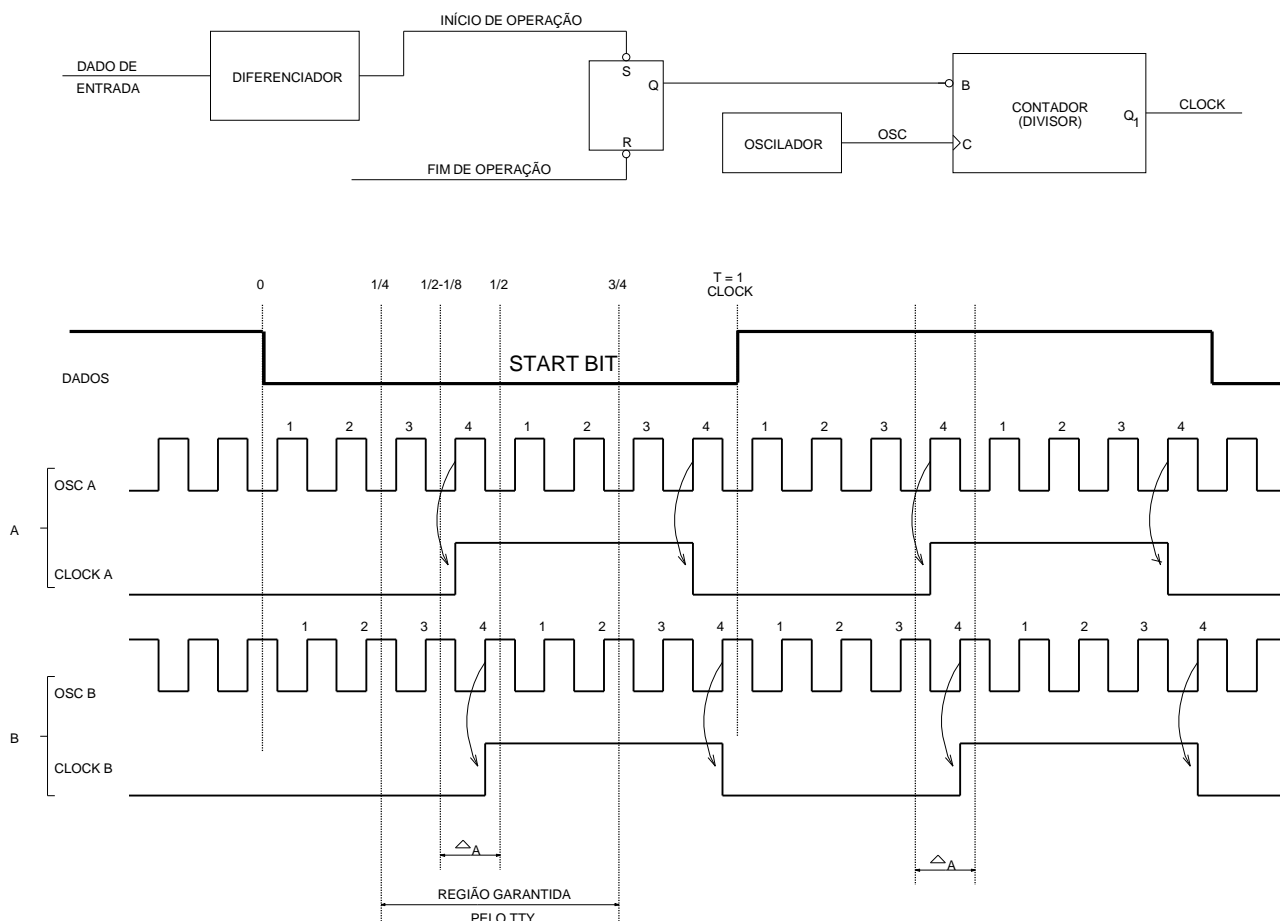 INÍCIO DE OPERAÇÃO
DADO DE
ENTRADA
DIFERENCIADOR
S
Q
R
FIM DE OPERAÇÃO
OSCILADOR
OSC
B
C
CONTADOR
(DIVISOR)
Q1
CLOCK
0
1/4
1/2-1/8
1/2
3/4
T = 1
CLOCK
START BIT
DADOS
1 2 3 4 1 2 3 4 1 2 3 4 1 2 3 4
OSC A
A
CLOCK A
1 2 3 4 1 2 3 4 1 2 3 4 1 2 3 4
OSC B
B
CLOCK B
△A
△A
REGIÃO GARANTIDA
PELO TTY